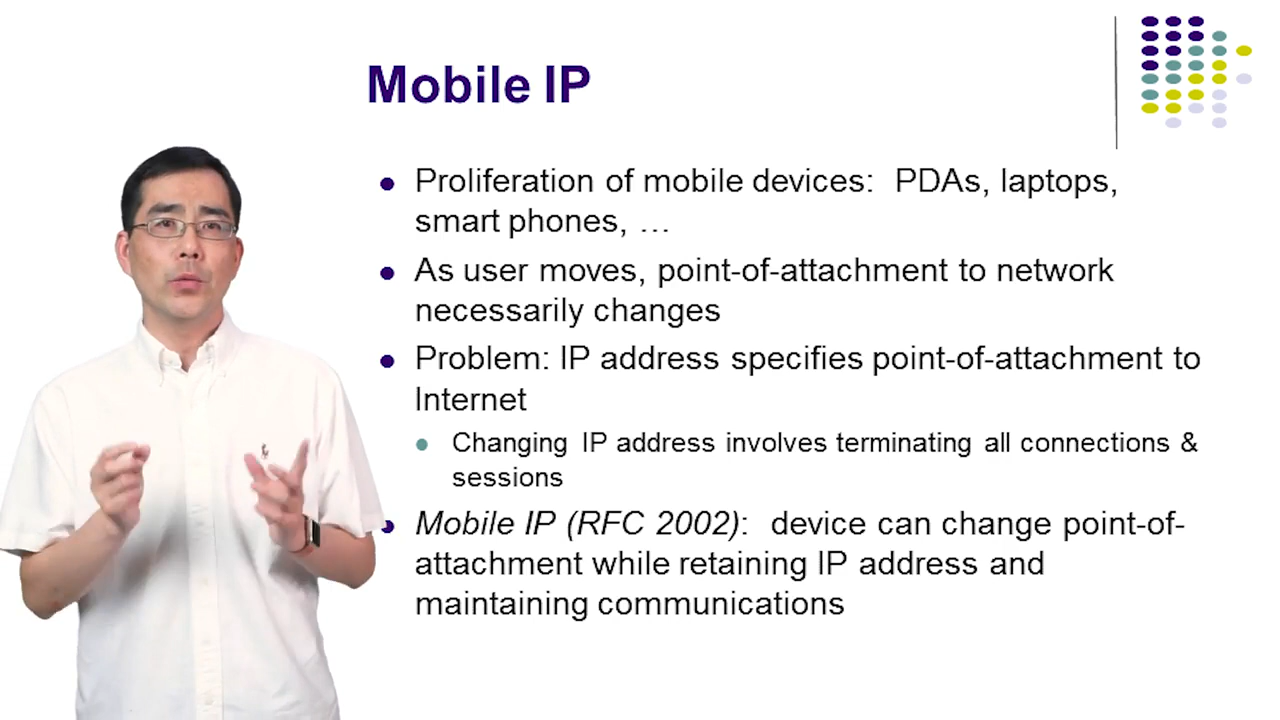 Mobile IP
Proliferation of mobile devices: PDAs, laptops,
smart phones, …
As user moves, point-of-attachment to network
necessarily changes
Problem: IP address specifies point-of-attachment to
Internet
Changing IP address involves terminating all connections &
sessions
Mobile IP (RFC 2002): device can change point-of-
attachment while retaining IP address and
maintaining communications